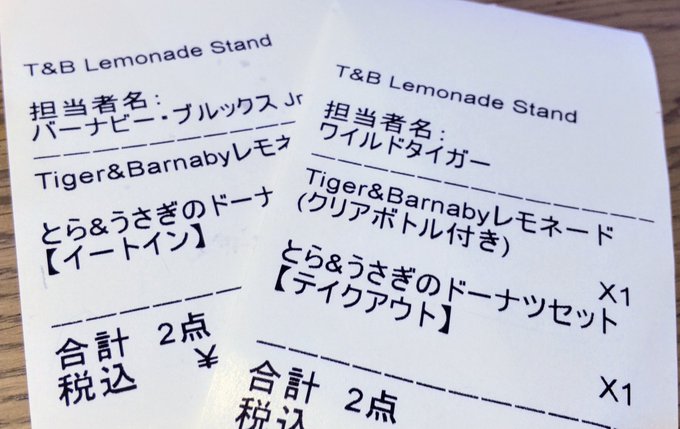 T&B Lemonade Stand
担当者名:
バーナビー・ブルックス Jr
Tiger&Barnabyレモネ
とら&うさぎのドーナ
【イートイン】
合計 2点
税込 ¥
T&B Lemonade Stand
担当者名:
ワイルドタイガー
Tiger&Barnabyレモネード
(クリアボトル付き)
X1
とら&うさぎのドーナツセット
【テイクアウト】
X1
合計 2点
税込